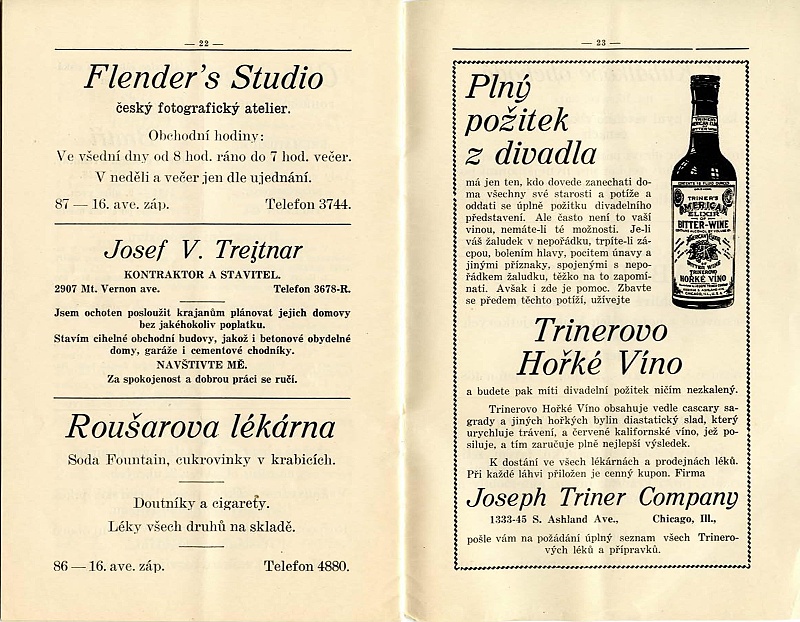 — 22 —
Flender's Studio
český fotografický atelier.
Obchodní hodiny:
Ve všední dny od 8 hod. ráno do 7 hod. večer.
V neděli a večer jen dle ujednání.
87 — 16. ave. záp. Telefon 3744.
Josef V. Trejtnar
KONTRAKTOR A STAVITEL.
2907 Mt. Vernon ave. Telefon 3678-R.
Jsem ochoten posloužit krajanům plánovat jejich domovy
bez jakéhokoliv poplatku.
Stavím cihelné obchodní budovy, jakož i betonové obydelné
domy, garáže i cementové chodníky.
NAVŠTIVTE MĚ.
Za spokojenost a dobrou práci se ručí.
Roušarova lékárna
Soda Fountain, cukrovinky v krabicích.
Doutníky a cigarety.
Léky všech druhů na skladě.
86 — 16. ave. záp. Telefon 4880.
— 23 —
Plný
požitek
z divadla
má jen ten, kdo dovede zanechati do-
ma všechny své starosti a potíže a
oddati se úplně požitku divadelního
představení. Ale často není to vaší
vinou, nemáte-li té možnosti. Je-li
váš žaludek v nepořádku, trpíte-li zá-
cpou, bolením hlavy, pocitem únavy a
jinými příznaky, spojenými s nepo-
řádkem žaludku, těžko na to zapomí-
nati. Avšak i zde je pomoc. Zbavte
se předem těchto potíží, užívejte
TRINER'S
AMERICAN ELIXIR
TRINER'S
AMERICAN
ELIXIR
OF
BITTER-WINE
TRINEROVO
HOŘKÉ VÍNO
CHICAGO, ILL., U.S.A.
Trinerovo
Hořké Víno
a budete pak míti divadelní požitek ničím nezkalený.
Trinerovo Hořké Víno obsahuje vedle cascary sa-
grady a jiných hořkých bylin diastatický slad, který
urychluje trávení, a červené kalifornské víno, jež po-
siluje, a tím zaručuje plně nejlepší výsledek.
K dostání ve všech lékárnách a prodejnách léků.
Při každé láhvi přiložen je cenný kupon. Firma
Joseph Triner Company
1333-45 S. Ashland Ave., Chicago, Ill.,
pošle vám na požádání úplný seznam všech Trinero-
vých léků a přípravků.